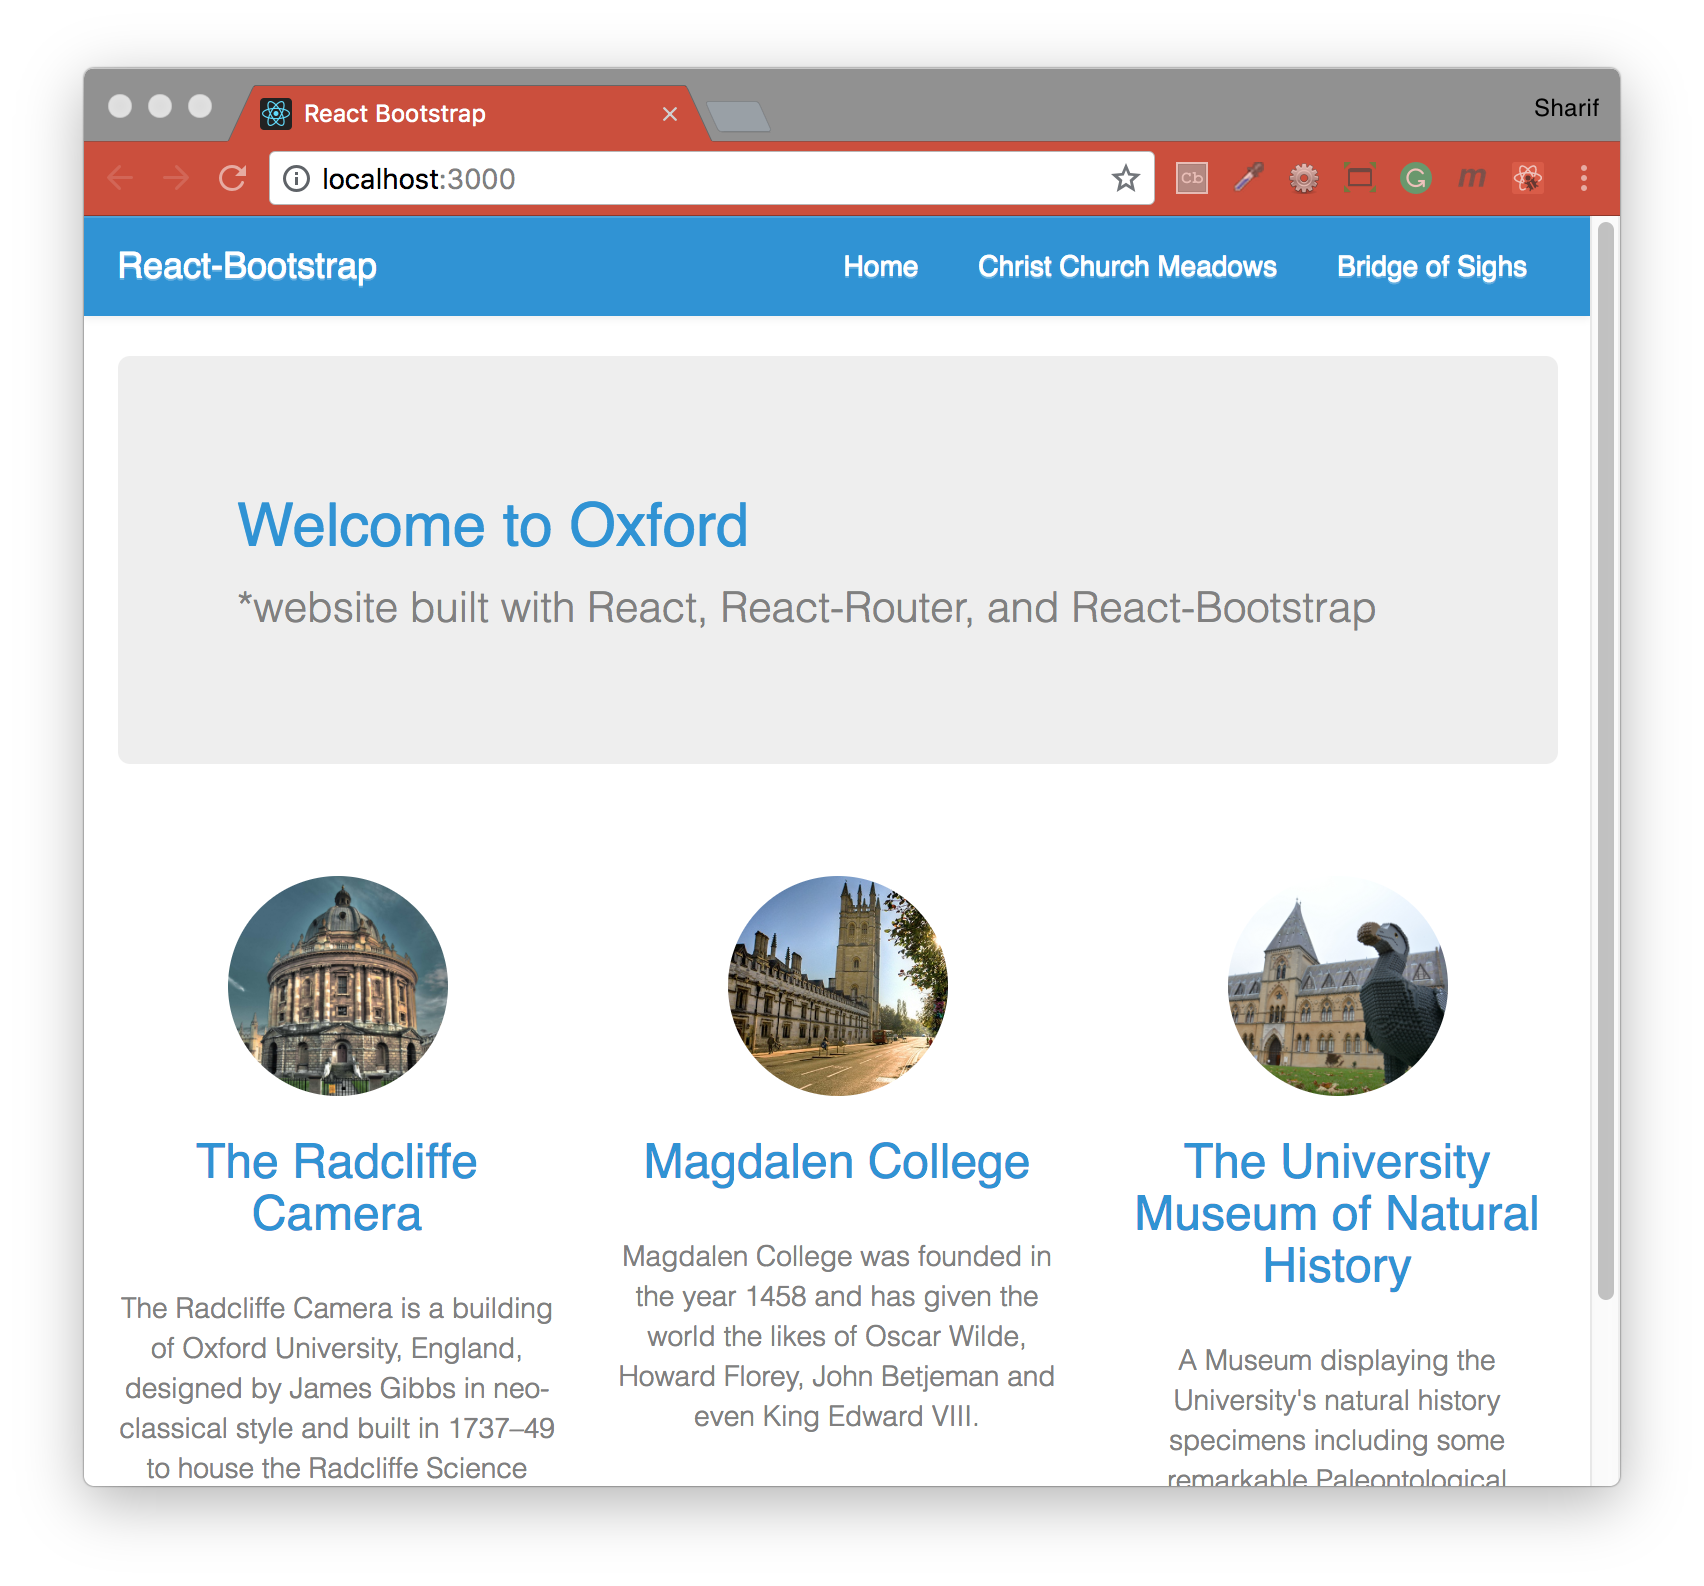 React Bootstrap
Sharif
localhost:3000
Cb
G
m
React-Bootstrap
Home
Christ Church Meadows
Bridge of Sighs
Welcome to Oxford
*website built with React, React-Router, and React-Bootstrap
The Radcliffe
Camera
The Radcliffe Camera is a building
of Oxford University, England,
designed by James Gibbs in neo-
classical style and built in 1737–49
to house the Radcliffe Science
Magdalen College
Magdalen College was founded in
the year 1458 and has given the
world the likes of Oscar Wilde,
Howard Florey, John Betjeman and
even King Edward VIII.
The University
Museum of Natural
History
A Museum displaying the
University's natural history
specimens including some
remarkable Paleontological